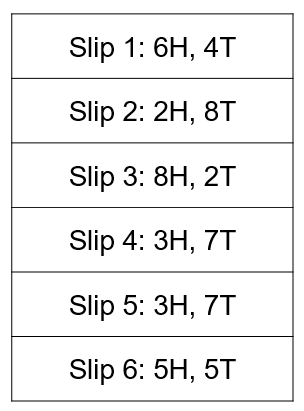 Slip 1: 6H, 4T
Slip 2: 2H, 8T
Slip 3: 8H, 2T
Slip 4: 3H, 7T
Slip 5: 3H, 7T
Slip 6: 5H, 5T